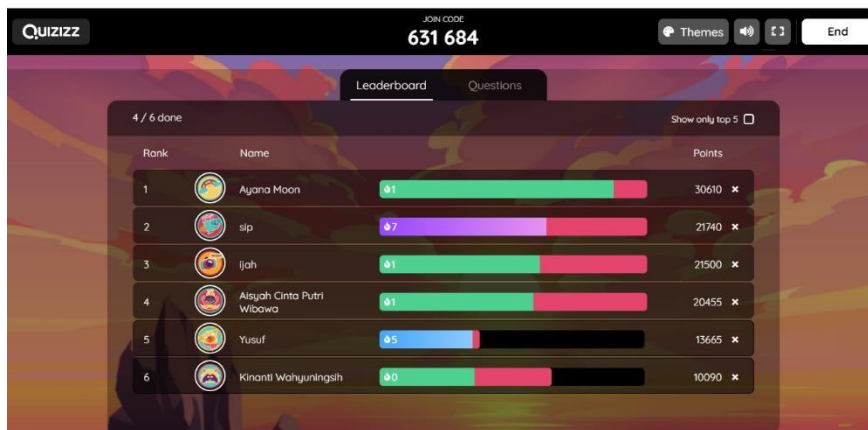 Quizizz
JOIN CODE
631 684
Themes
End
Leaderboard Questions
4 / 6 done
Show only top 5
Rank Name Points
1 Ayana Moon 1 30610
2 sip 7 21740
3 Ijah 1 21500
4 Aisyah Cinta Putri
Wibawa 1 20455
5 Yusuf 5 13665
6 Kinanti Wahyuningsih 0 10090